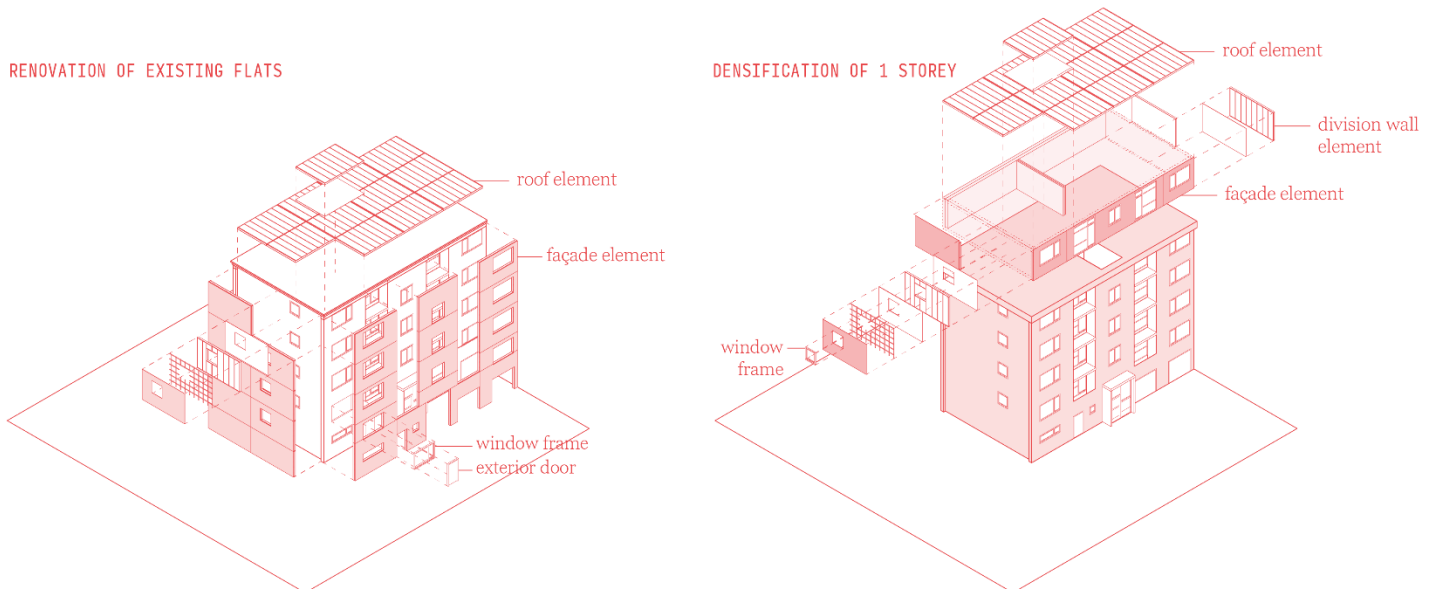 RENOVATION OF EXISTING FLATS
roof element
façade element
window frame
exterior door
DENSIFICATION OF 1 STOREY
roof element
division wall
element
façade element
window
frame